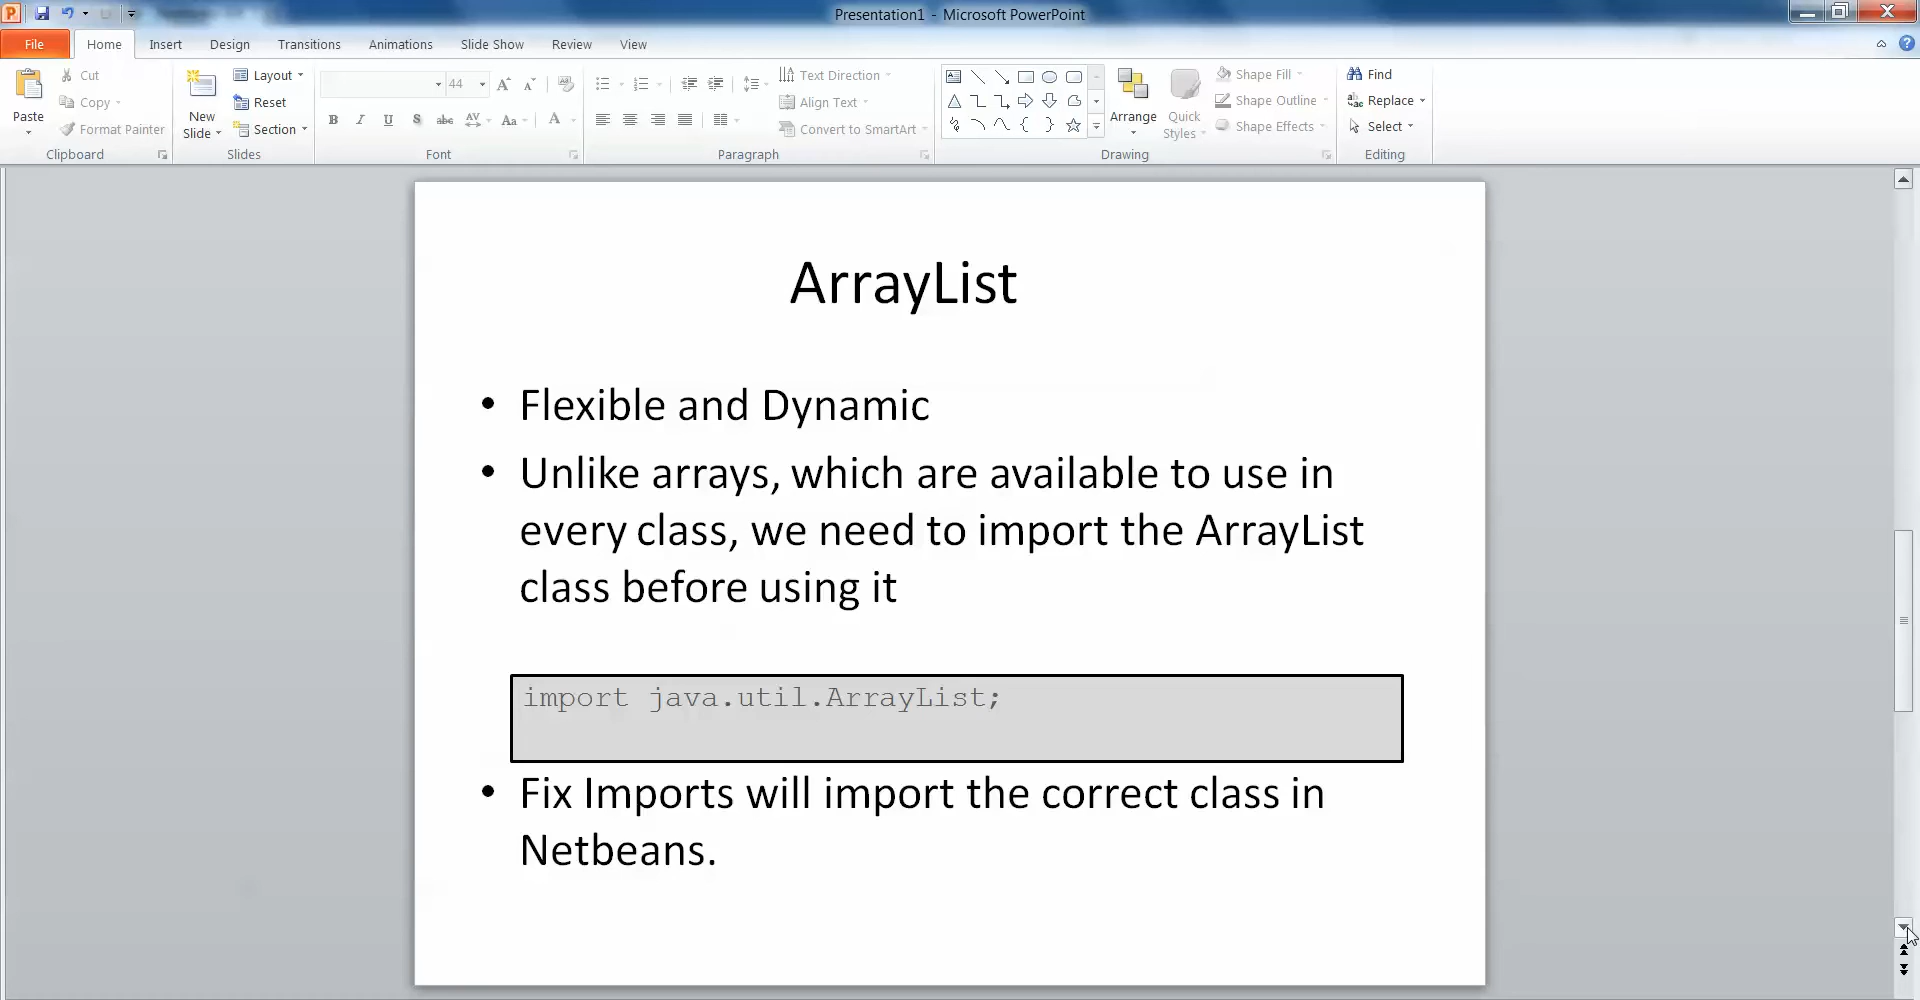 Presentation1 - Microsoft PowerPoint
File Home Insert Design Transitions Animations Slide Show Review View
Paste
Cut
Copy
Format Painter
Clipboard
New
Slide
Layout
Reset
Section
Slides
44
Font
Text Direction
Align Text
Convert to SmartArt
Paragraph
Arrange
Quick
Styles
Shape Fill
Shape Outline
Shape Effects
Drawing
Find
Replace
Select
Editing
ArrayList
• Flexible and Dynamic
• Unlike arrays, which are available to use in
every class, we need to import the ArrayList
class before using it
import java.util.ArrayList;
• Fix Imports will import the correct class in
Netbeans.